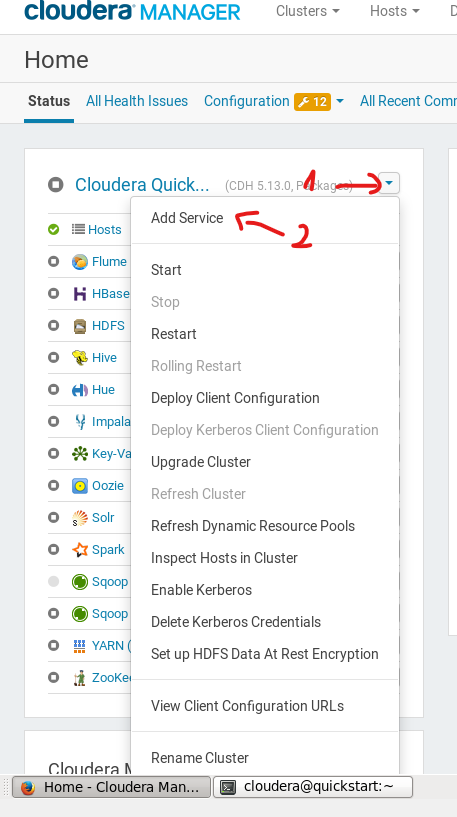 cloudera MANAGER Clusters Hosts D
Home
Status All Health Issues Configuration 12 All Recent Com
Cloudera Quick... (CDH 5.13.0, Packages) 1
Add Service 2
Hosts
Flume
HBase
HDFS
Hive
Hue
Impala
Key-Va
Oozie
Solr
Spark
Sqoop
Sqoop
YARN (
ZooKee
Start
Stop
Restart
Rolling Restart
Deploy Client Configuration
Deploy Kerberos Client Configuration
Upgrade Cluster
Refresh Cluster
Refresh Dynamic Resource Pools
Inspect Hosts in Cluster
Enable Kerberos
Delete Kerberos Credentials
Set up HDFS Data At Rest Encryption
View Client Configuration URLs
Rename Cluster
Cloudera M
Home - Cloudera Man... cloudera@quickstart:~